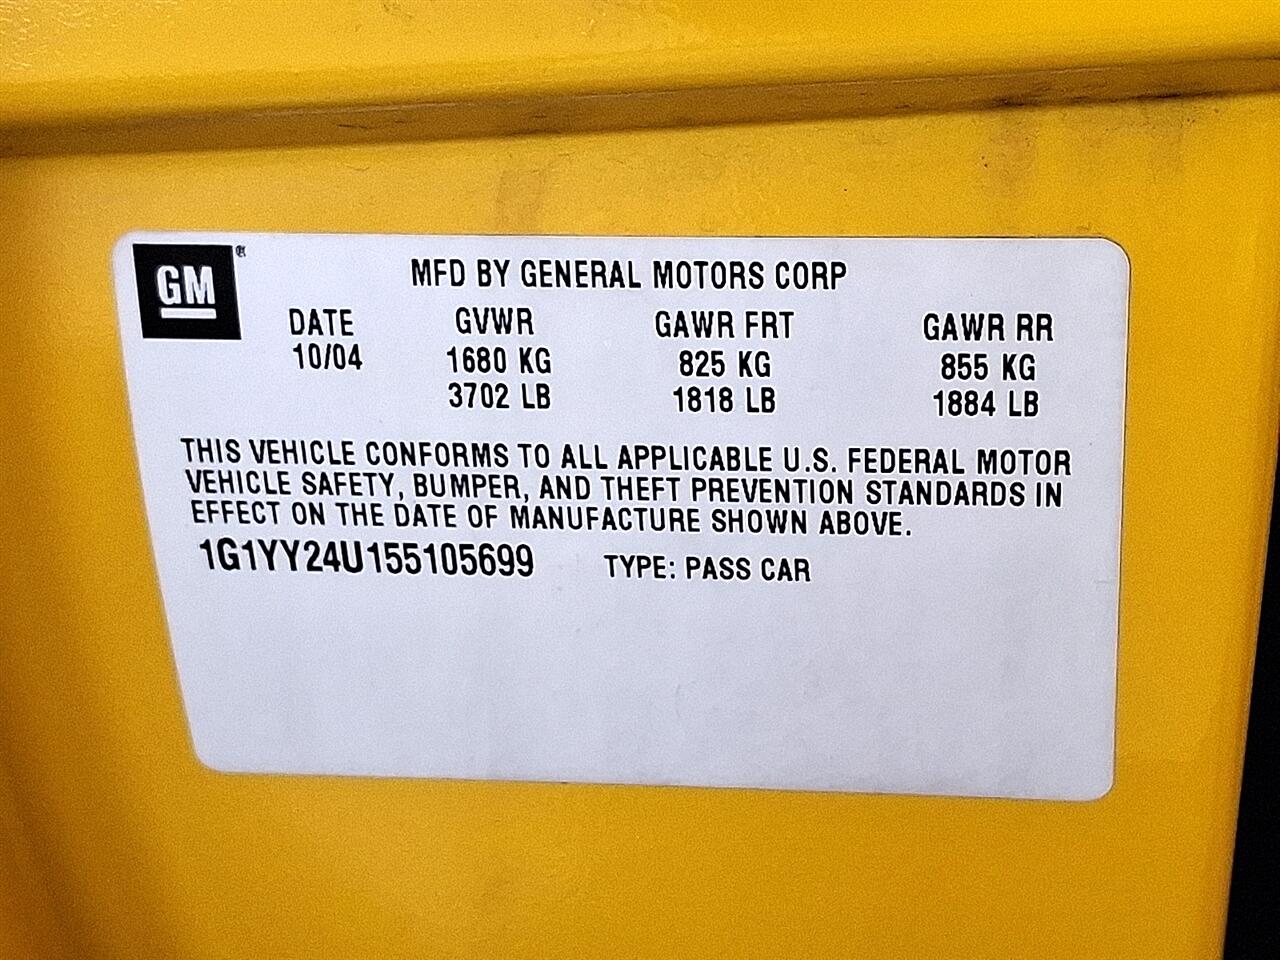 GM ®
MFD BY GENERAL MOTORS CORP
DATE GVWR GAWR FRT GAWR RR
10/04 1680 KG 825 KG 855 KG
3702 LB 1818 LB 1884 LB
THIS VEHICLE CONFORMS TO ALL APPLICABLE U.S. FEDERAL MOTOR
VEHICLE SAFETY, BUMPER, AND THEFT PREVENTION STANDARDS IN
EFFECT ON THE DATE OF MANUFACTURE SHOWN ABOVE.
1G1YY24U155105699 TYPE: PASS CAR